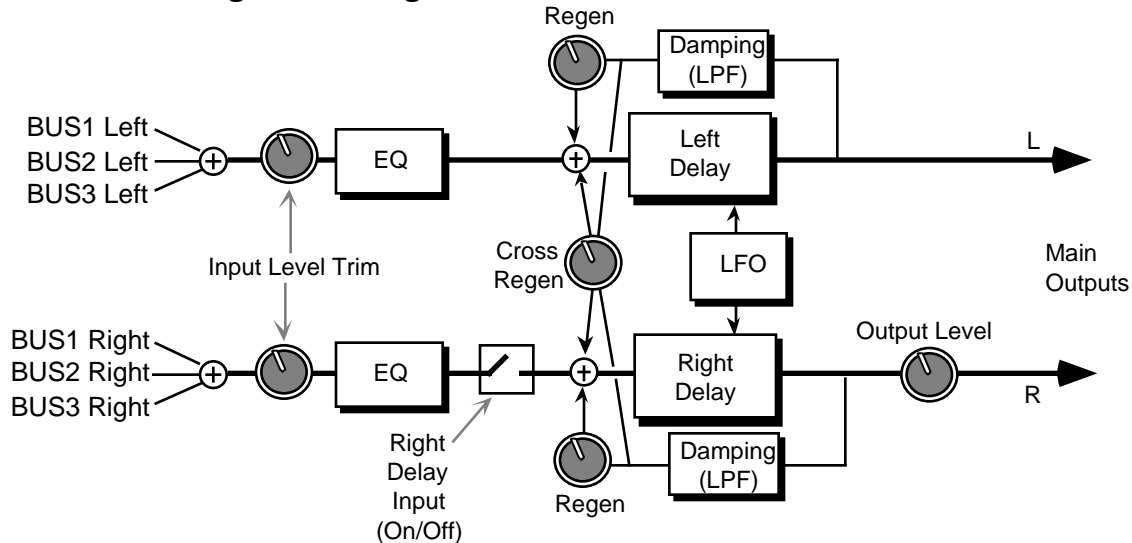 Regen
Damping
(LPF)
BUS1 Left
BUS2 Left
BUS3 Left
+
EQ
+
Left
Delay
L
Input Level Trim
Cross
Regen
LFO
Main
Outputs
BUS1 Right
BUS2 Right
BUS3 Right
+
EQ
+
Right
Delay
Output Level
R
Right
Delay
Input
(On/Off)
Regen
Damping
(LPF)